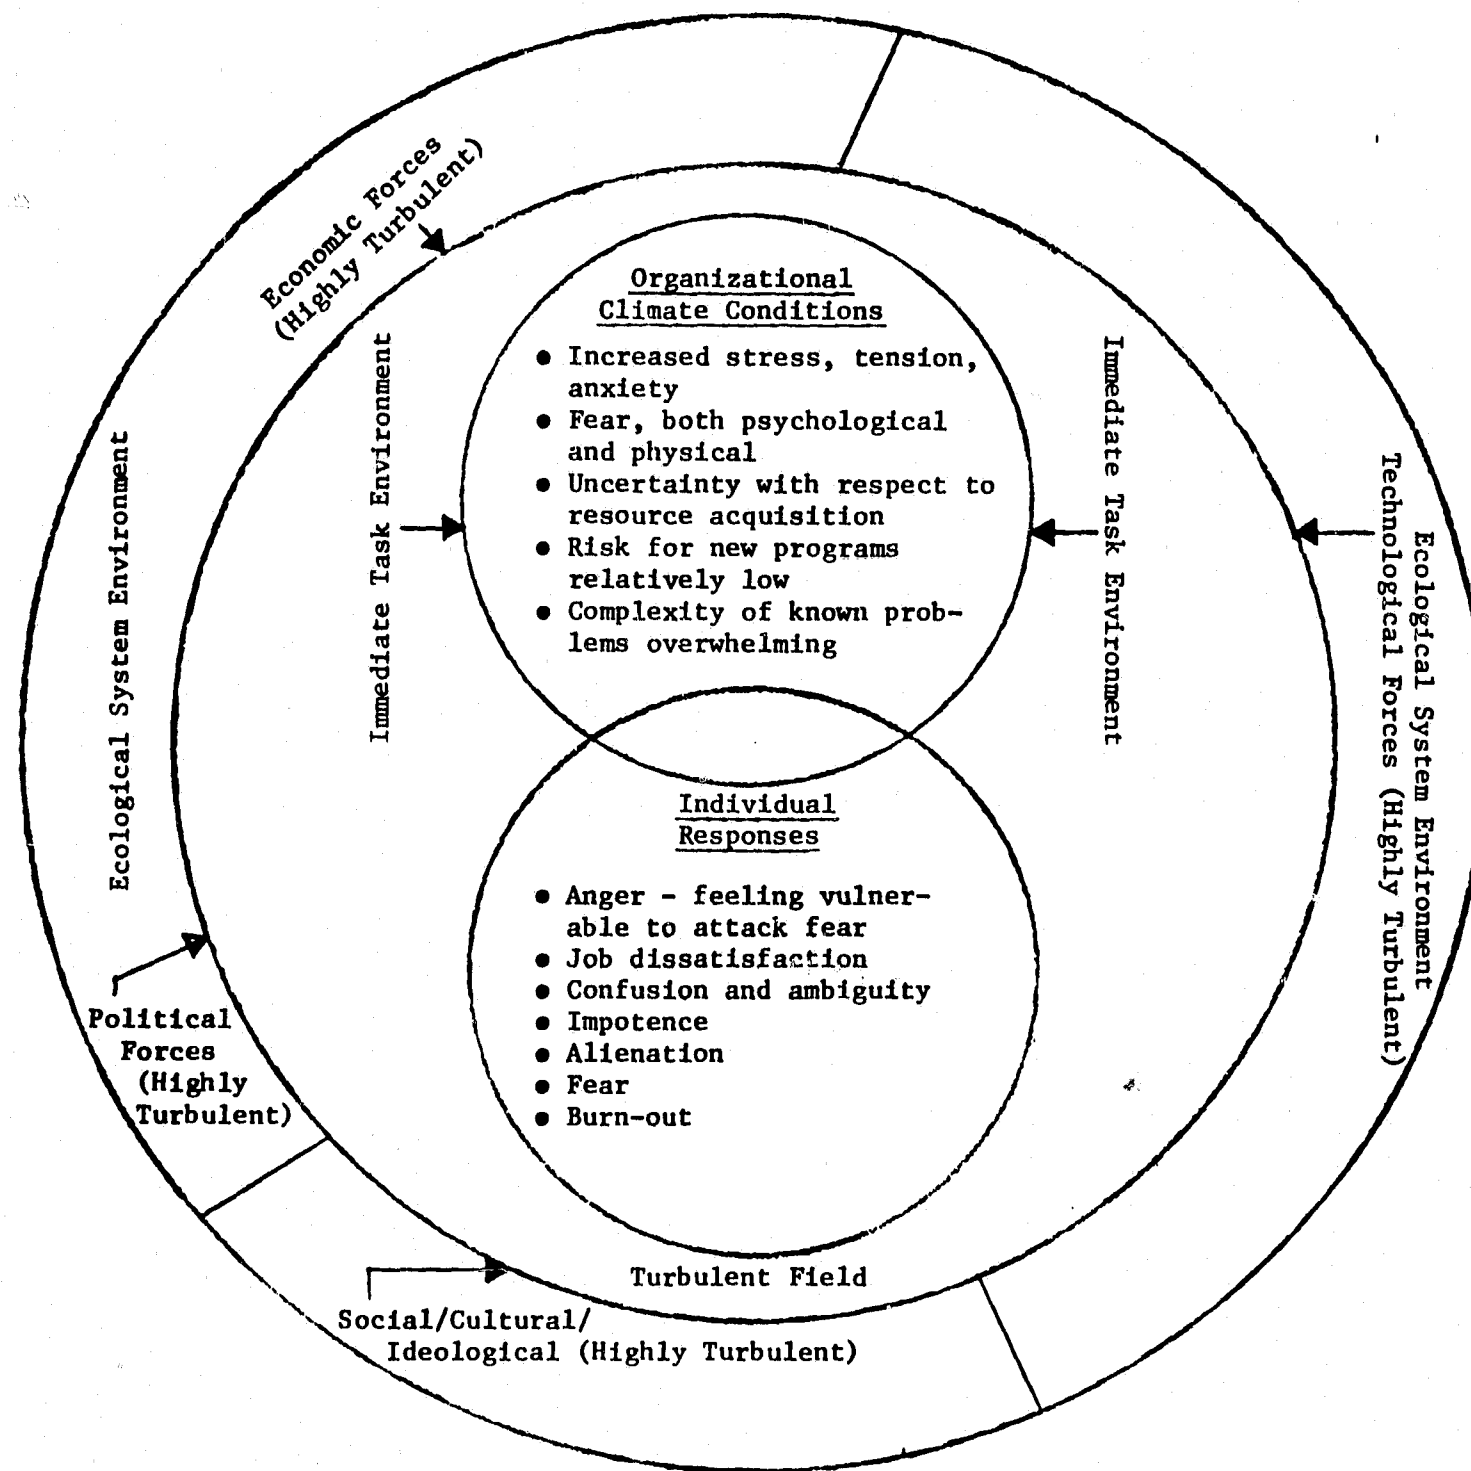 Economic Forces
(Highly Turbulent)
Organizational
Climate Conditions
● Increased stress, tension,
anxiety
● Fear, both psychological
and physical
● Uncertainty with respect to
resource acquisition
● Risk for new programs
relatively low
● Complexity of known prob-
lems overwhelming
Immediate Task Environment
Immediate Task Environment
Ecological System Environment
Ecological System Environment
Technological Forces (Highly Turbulent)
Individual
Responses
● Anger - feeling vulner-
able to attack fear
● Job dissatisfaction
● Confusion and ambiguity
● Impotence
● Alienation
● Fear
● Burn-out
Political
Forces
(Highly
Turbulent)
Turbulent Field
Social/Cultural/
Ideological (Highly Turbulent)